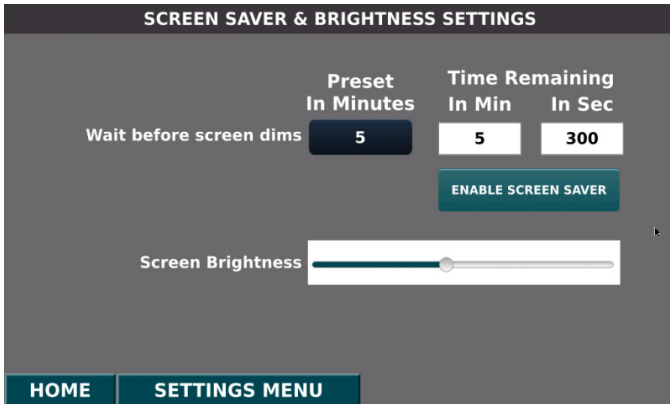 SCREEN SAVER & BRIGHTNESS SETTINGS
Preset
In Minutes
Time Remaining
In Min In Sec
Wait before screen dims 5 5 300
ENABLE SCREEN SAVER
Screen Brightness
HOME SETTINGS MENU